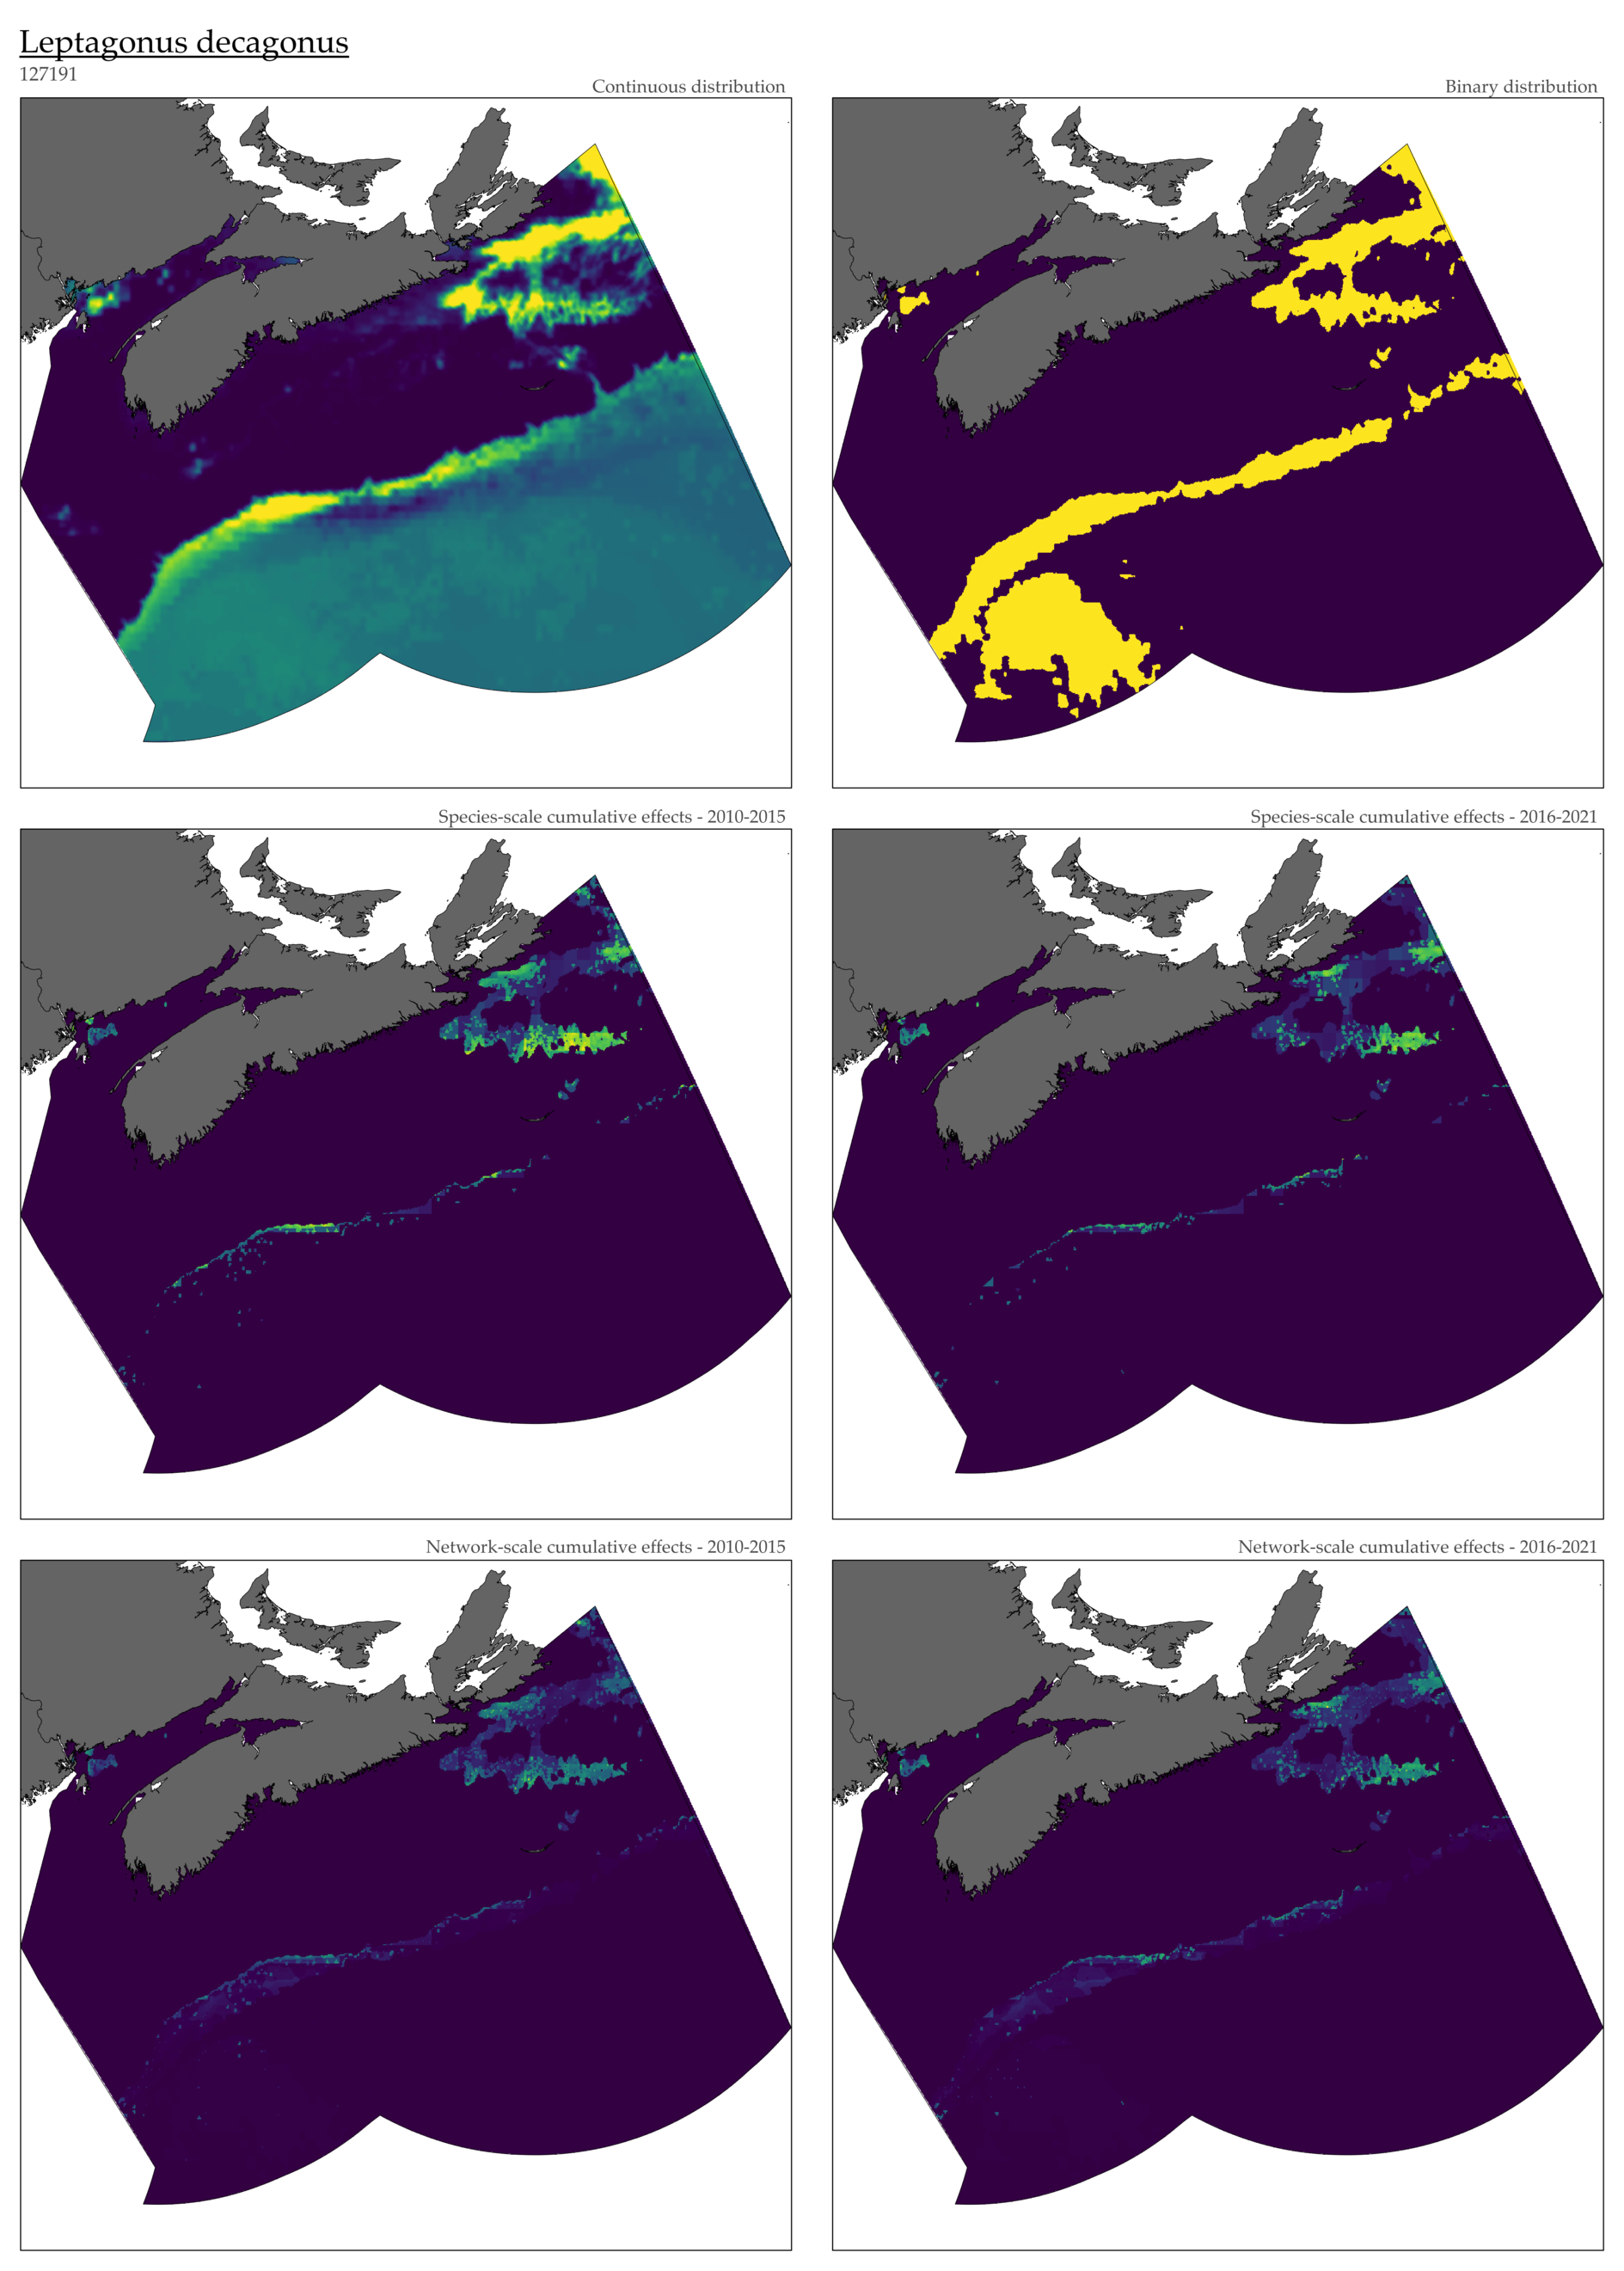 Leptagonus decagonus
127191
Continuous distribution
Binary distribution
Species-scale cumulative effects - 2010-2015
Species-scale cumulative effects - 2016-2021
Network-scale cumulative effects - 2010-2015
Network-scale cumulative effects - 2016-2021